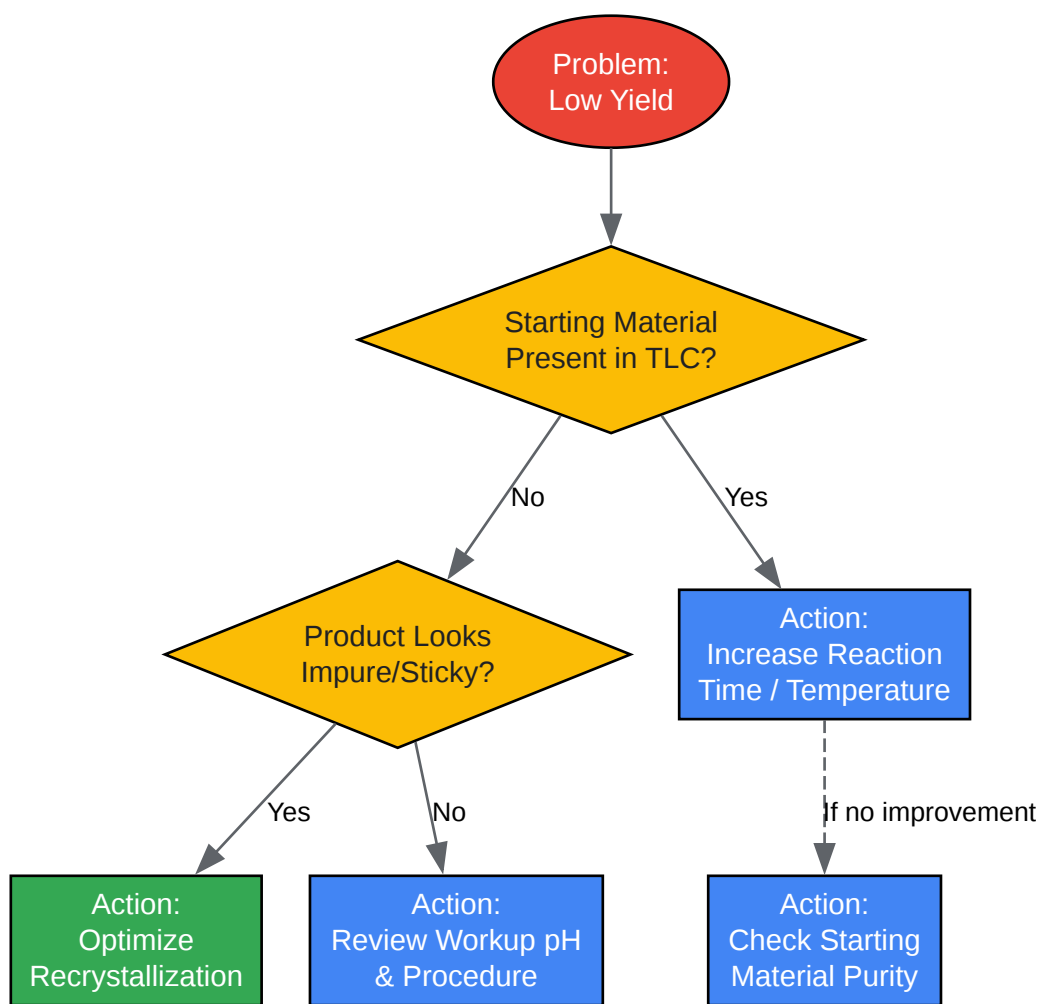 Problem:
Low Yield
Starting Material
Present in TLC?
No
Yes
Product Looks
Impure/Sticky?
Action:
Increase Reaction
Time / Temperature
Yes
No
If no improvement
Action:
Optimize
Recrystallization
Action:
Review Workup pH
& Procedure
Action:
Check Starting
Material Purity